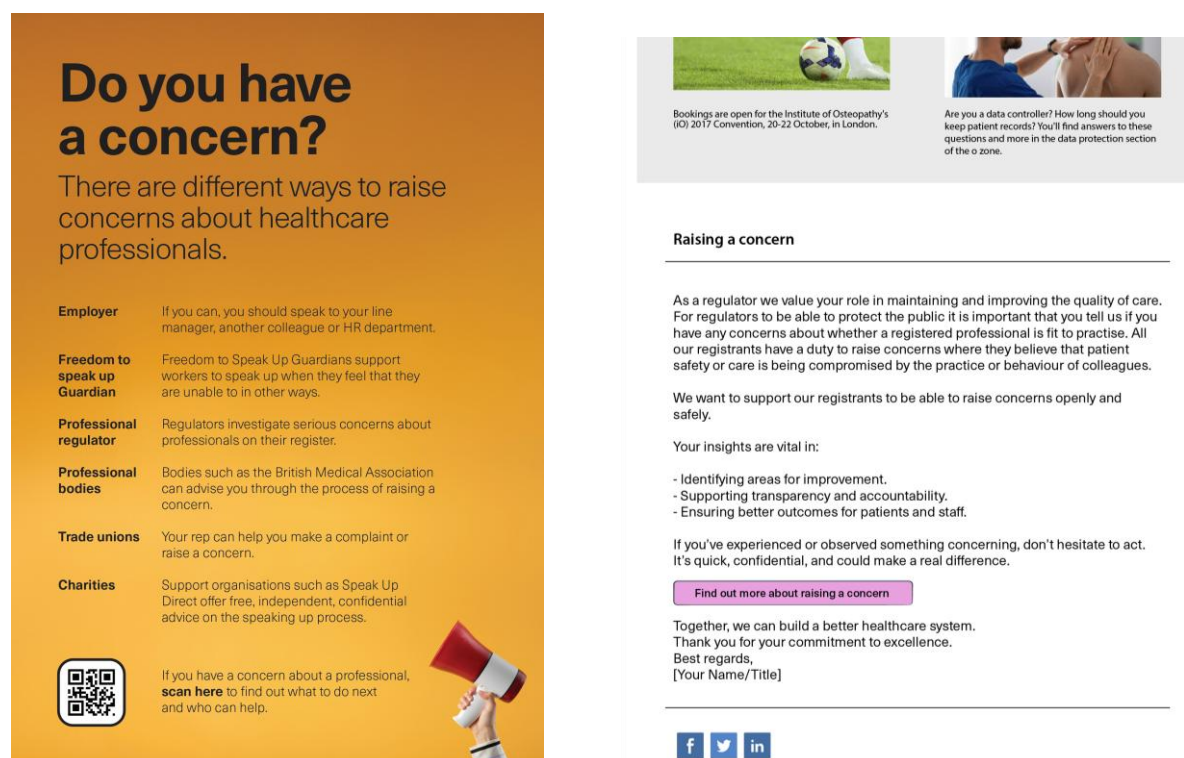 Do you have
a concern?
There are different ways to raise
concerns about healthcare
professionals.
Employer
If you can, you should speak to your line
manager, another colleague or HR department.
Freedom to
speak up
Guardian
Freedom to Speak Up Guardians support
workers to speak up when they feel that they
are unable to in other ways.
Professional
regulator
Regulators investigate serious concerns about
professionals on their register.
Professional
bodies
Bodies such as the British Medical Association
can advise you through the process of raising a
concern.
Trade unions
Your rep can help you make a complaint or
raise a concern.
Charities
Support organisations such as Speak Up
Direct offer free, independent, confidential
advice on the speaking up process.
If you have a concern about a professional,
scan here to find out what to do next
and who can help.
Bookings are open for the Institute of Osteopathy's
(iO) 2017 Convention, 20-22 October, in London.
Are you a data controller? How long should you
keep patient records? You'll find answers to these
questions and more in the data protection section
of the o zone.
Raising a concern
As a regulator we value your role in maintaining and improving the quality of care.
For regulators to be able to protect the public it is important that you tell us if you
have any concerns about whether a registered professional is fit to practise. All
our registrants have a duty to raise concerns where they believe that patient
safety or care is being compromised by the practice or behaviour of colleagues.
We want to support our registrants to be able to raise concerns openly and
safely.
Your insights are vital in:
- Identifying areas for improvement.
- Supporting transparency and accountability.
- Ensuring better outcomes for patients and staff.
If you've experienced or observed something concerning, don't hesitate to act.
It's quick, confidential, and could make a real difference.
Find out more about raising a concern
Together, we can build a better healthcare system.
Thank you for your commitment to excellence.
Best regards,
[Your Name/Title]
f
in